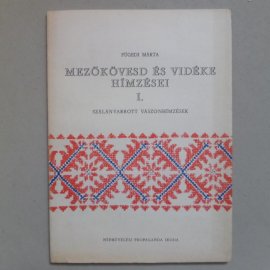 FÜGEDI MÁRTA
MEZŐKÖVESD ÉS VIDÉKE
HÍMZÉSEI
I.
SZÁLÁNVARROTT VÁSZONHÍMZÉSEK
NÉPMŰVELÉSI PROPAGANDA IRODA